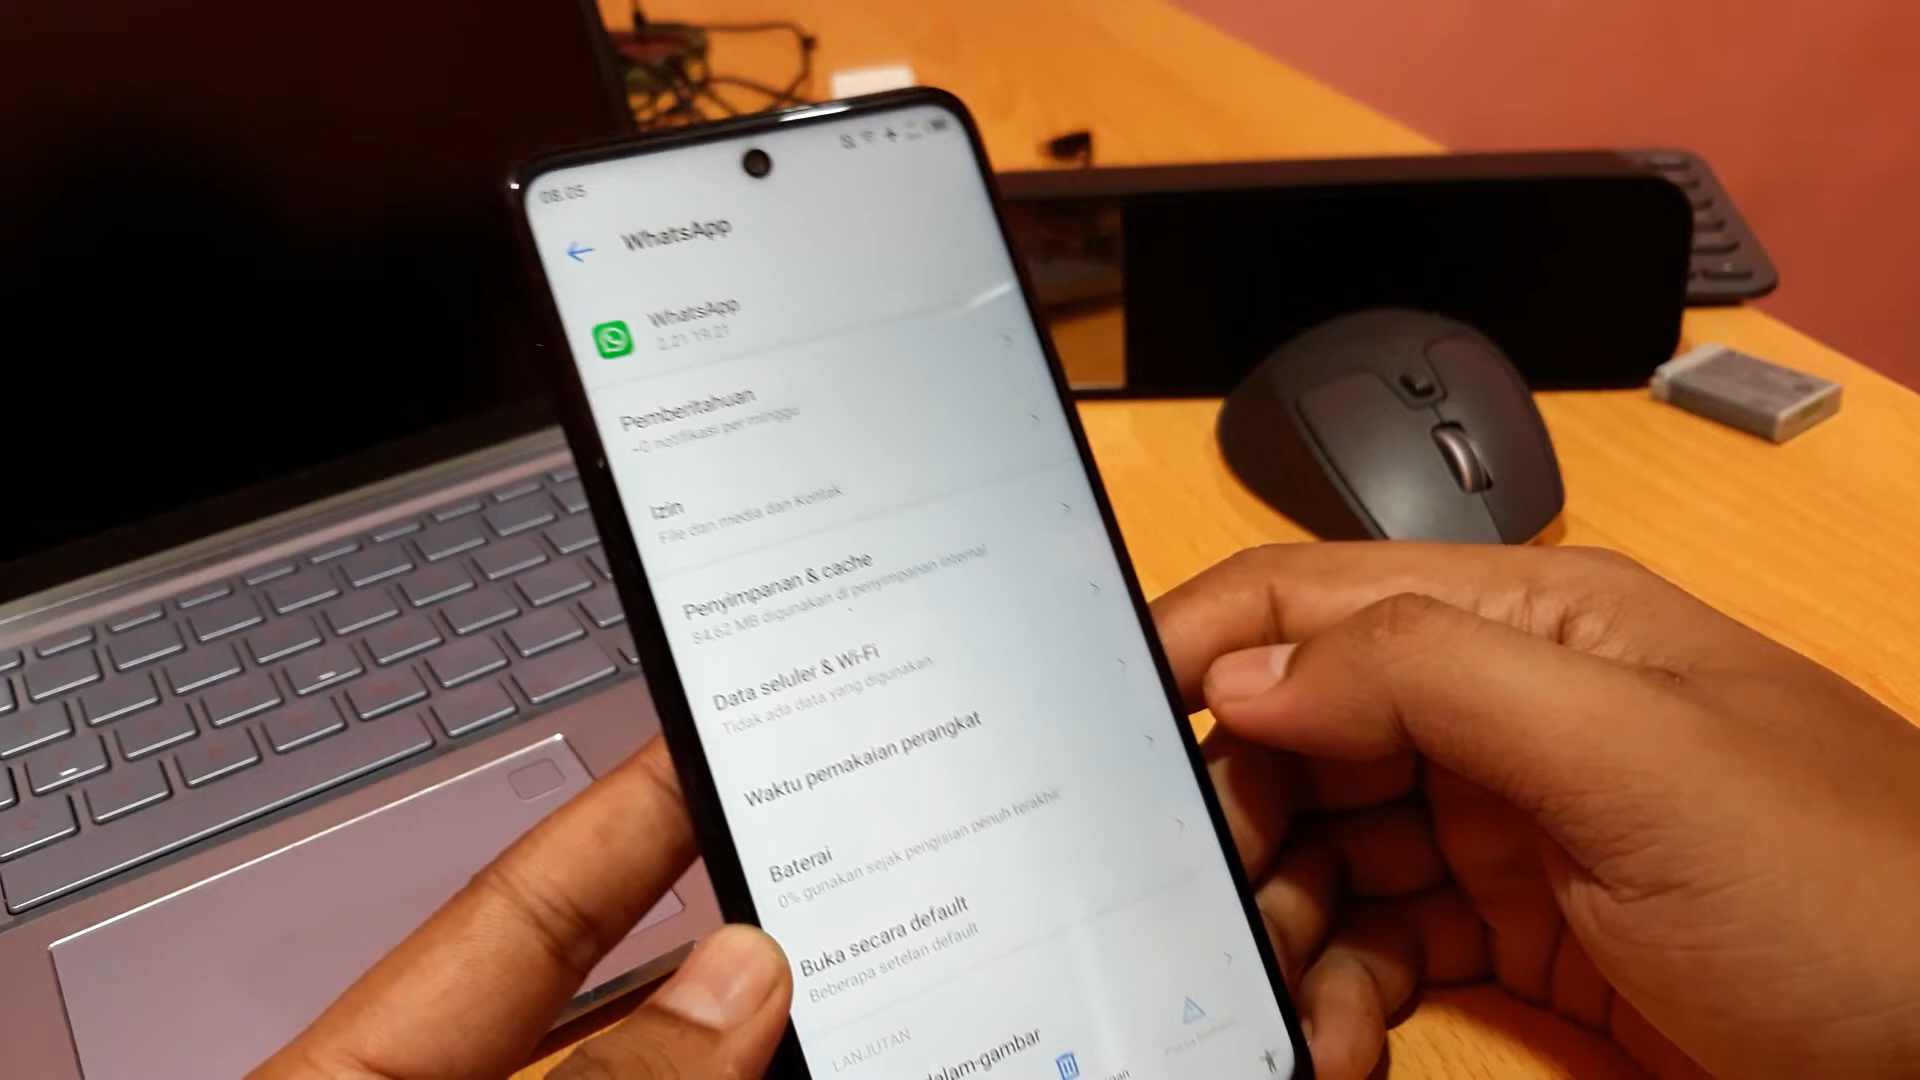 08.05
WhatsApp
WhatsApp
2.21.19.21
Pemberitahuan
~0 notifikasi per minggu
Izin
File dan media dan Kontak
Penyimpanan & cache
84,62 MB digunakan di penyimpanan internal
Data seluler & Wi-Fi
Tidak ada data yang digunakan
Waktu pemakaian perangkat
Baterai
0% gunakan sejak pengisian penuh terakhir
Buka secara default
Beberapa setelan default
LANJUTAN
dalam-gambar